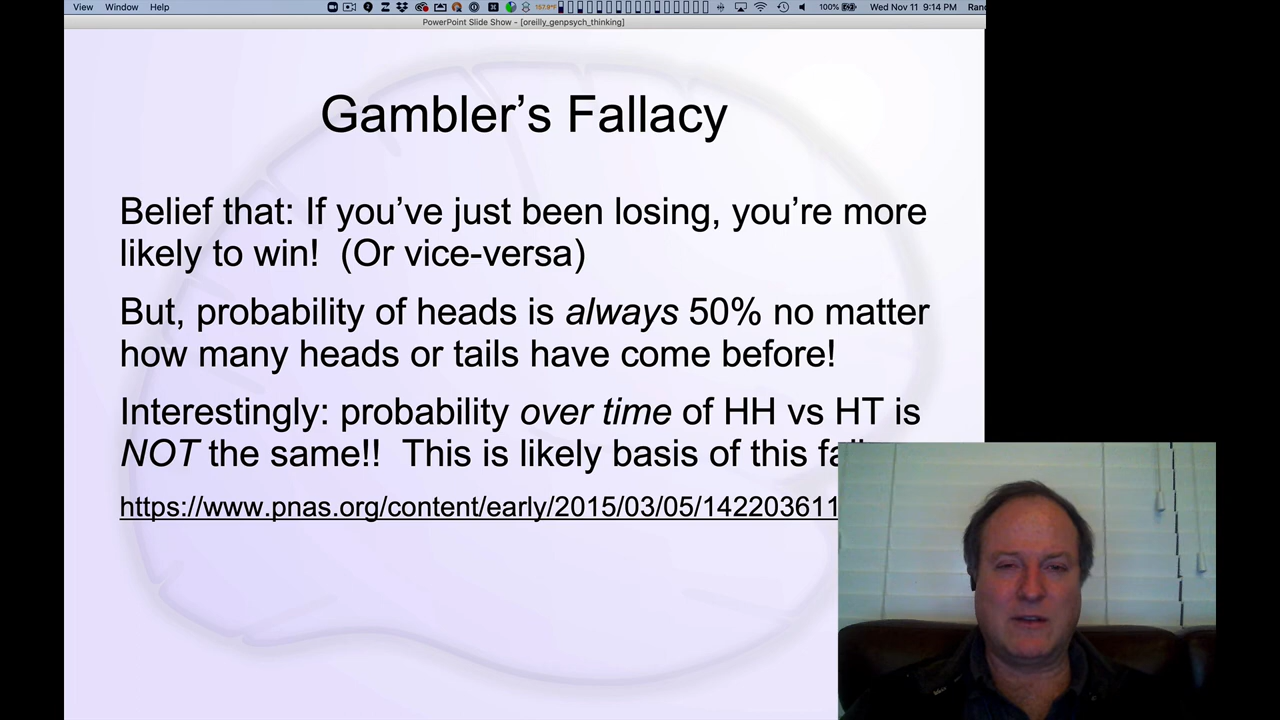 View Window Help 157.9°F 100% Wed Nov 11 9:14 PM
PowerPoint Slide Show - [oreilly_genpsych_thinking]
Gambler’s Fallacy
Belief that: If you’ve just been losing, you’re more
likely to win! (Or vice-versa)
But, probability of heads is always 50% no matter
how many heads or tails have come before!
Interestingly: probability over time of HH vs HT is
NOT the same!! This is likely basis of this
https://www.pnas.org/content/early/2015/03/05/142203611